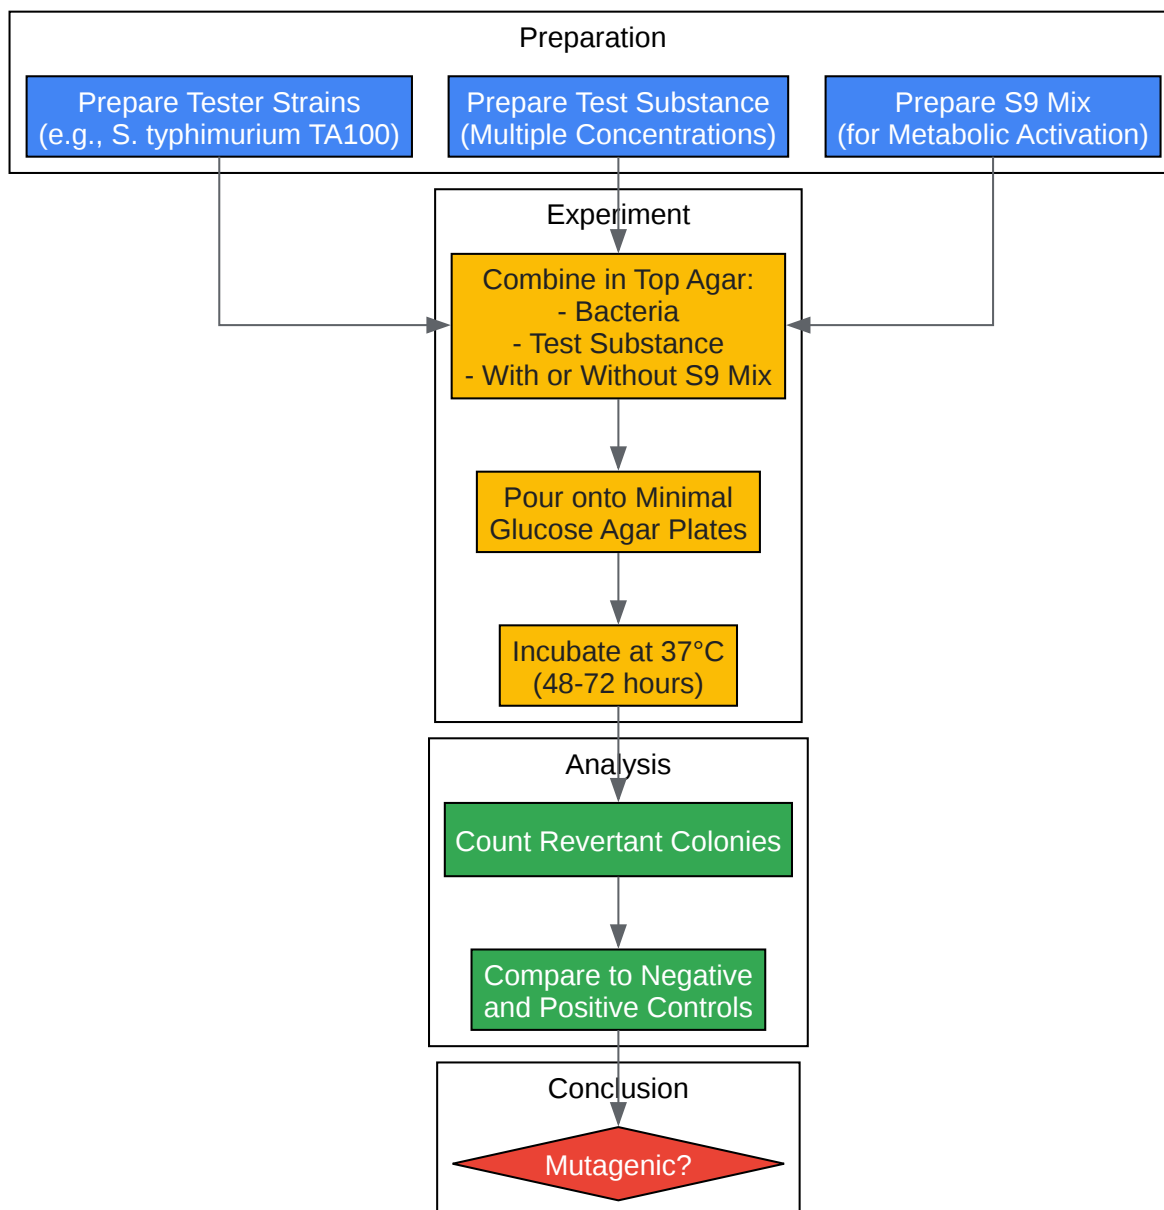 Preparation
Prepare Tester Strains
(e.g., S. typhimurium TA100)
Prepare Test Substance
(Multiple Concentrations)
Prepare S9 Mix
(for Metabolic Activation)
Experiment
Combine in Top Agar:
- Bacteria
- Test Substance
- With or Without S9 Mix
Pour onto Minimal
Glucose Agar Plates
Incubate at 37°C
(48-72 hours)
Analysis
Count Revertant Colonies
Compare to Negative
and Positive Controls
Conclusion
Mutagenic?